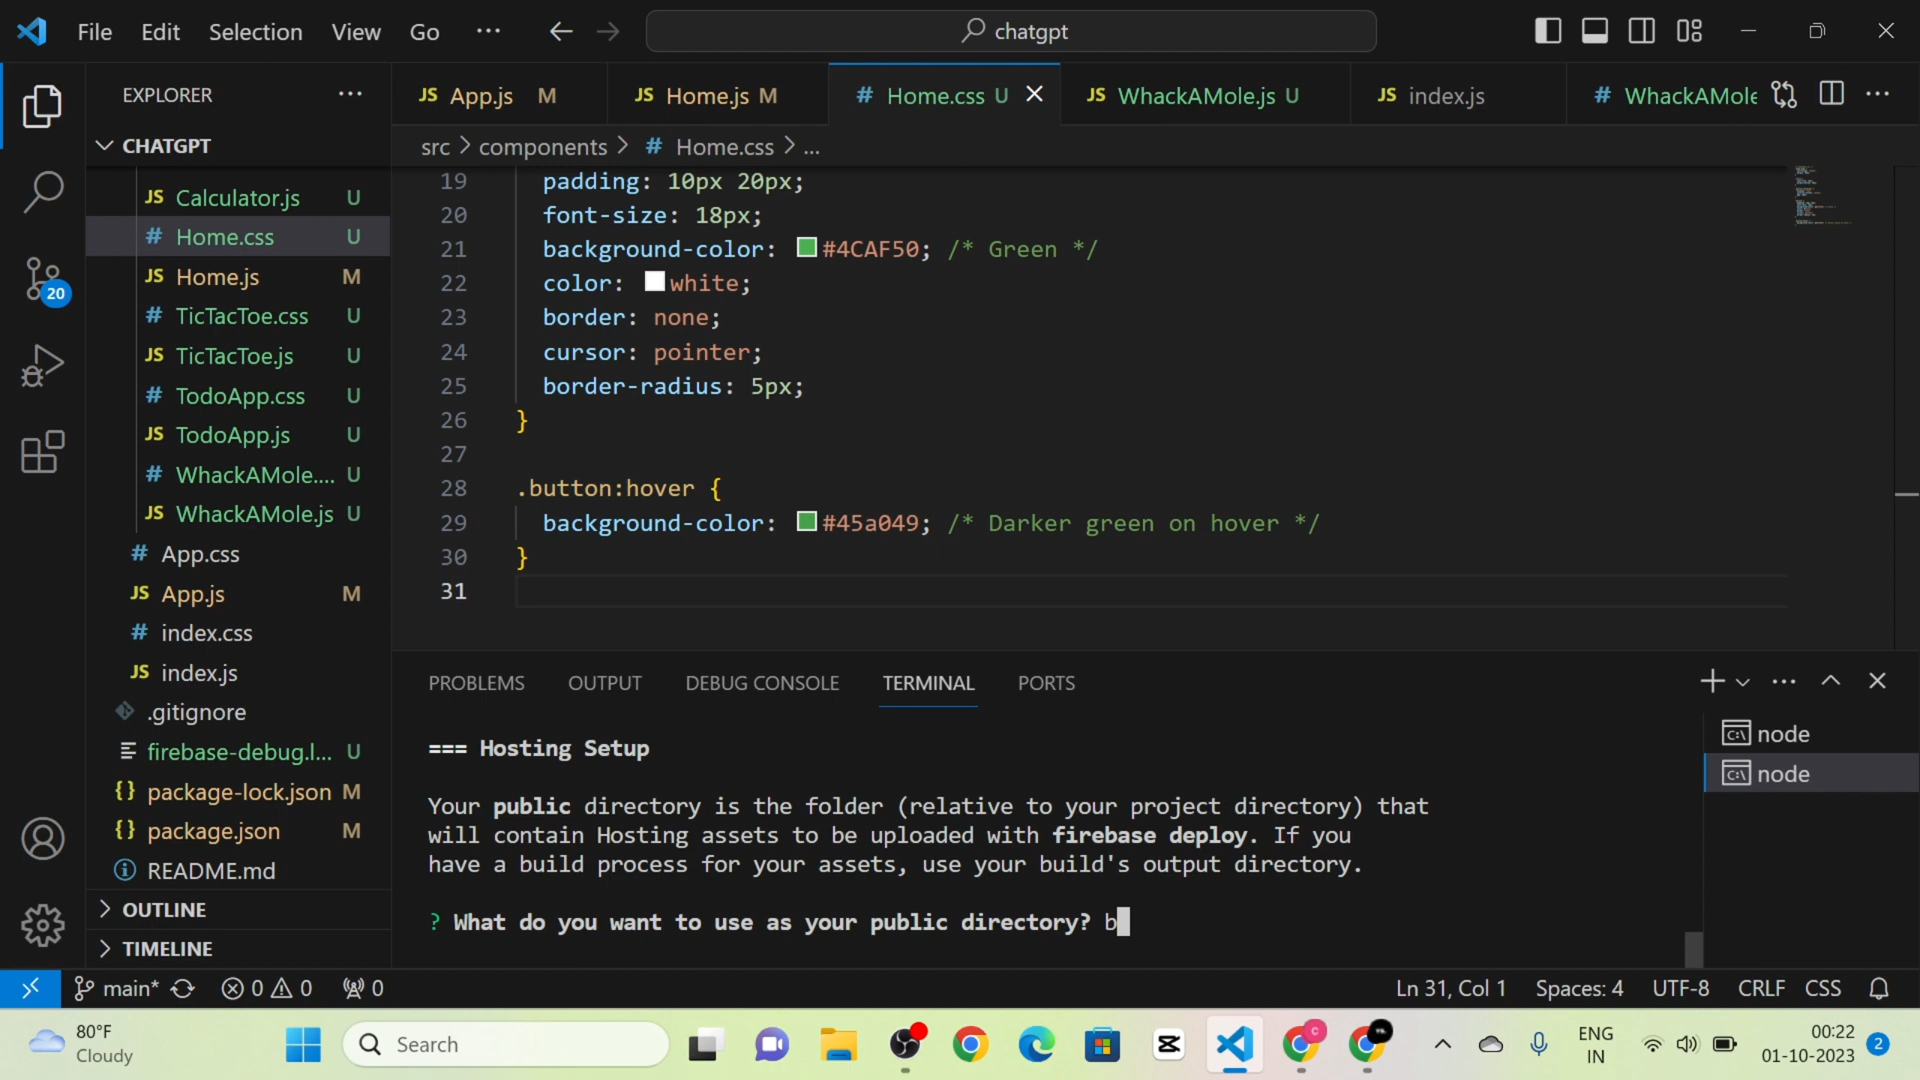 File Edit Selection View Go ··· chatgpt
EXPLORER ···
JS App.js M JS Home.js M # Home.css U JS WhackAMole.js U JS index.js # WhackAMole ···
CHATGPT
src > components > # Home.css > ...
JS Calculator.js U
# Home.css U
JS Home.js M
# TicTacToe.css U
JS TicTacToe.js U
# TodoApp.css U
JS TodoApp.js U
# WhackAMole.... U
JS WhackAMole.js U
# App.css
JS App.js M
# index.css
JS index.js
.gitignore
firebase-debug.l... U
{} package-lock.json M
{} package.json M
README.md
OUTLINE
TIMELINE
20
19 padding: 10px 20px;
20 font-size: 18px;
21 background-color: #4CAF50; /* Green */
22 color: white;
23 border: none;
24 cursor: pointer;
25 border-radius: 5px;
26 }
27
28 .button:hover {
29 background-color: #45a049; /* Darker green on hover */
30 }
31
PROBLEMS OUTPUT DEBUG CONSOLE TERMINAL PORTS
=== Hosting Setup
Your public directory is the folder (relative to your project directory) that
will contain Hosting assets to be uploaded with firebase deploy. If you
have a build process for your assets, use your build's output directory.
? What do you want to use as your public directory? b
node
node
main* 0 0 0 Ln 31, Col 1 Spaces: 4 UTF-8 CRLF CSS
80°F
Cloudy
Search
C
ENG
IN
00:22
01-10-2023
2